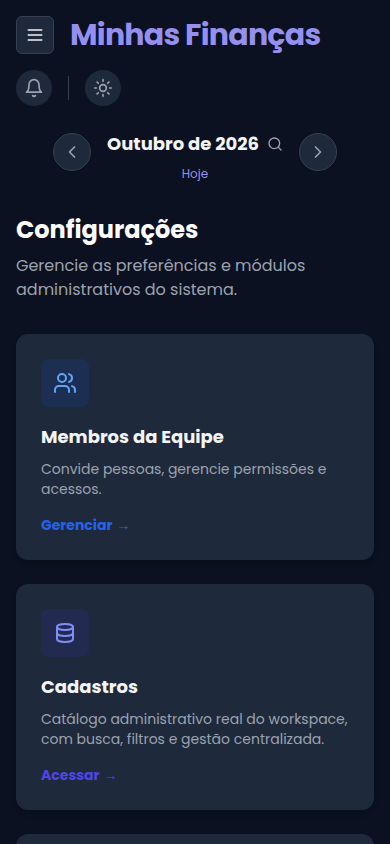 Minhas Finanças
Outubro de 2026
Hoje
Configurações
Gerencie as preferências e módulos
administrativos do sistema.
Membros da Equipe
Convide pessoas, gerencie permissões e
acessos.
Gerenciar →
Cadastros
Catálogo administrativo real do workspace,
com busca, filtros e gestão centralizada.
Acessar →